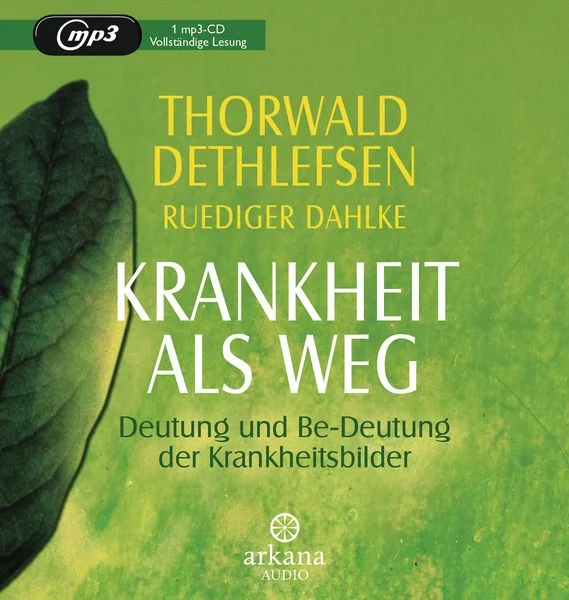 mp3
1 mp3-CD
Vollständige Lesung
THORWALD
DETHLEFSEN
RUEDIGER DAHLKE
KRANKHEIT
ALS WEG
Deutung und Be-Deutung
der Krankheitsbilder
arkana
AUDIO